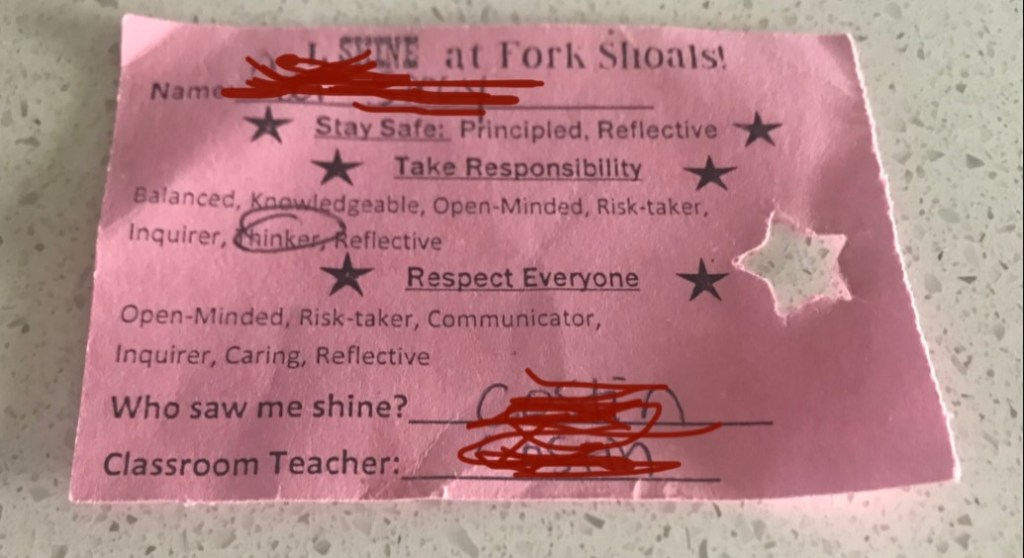 I SHINE at Fork Shoals!
Name
Stay Safe: Principled, Reflective
Take Responsibility
Balanced, Knowledgeable, Open-Minded, Risk-taker,
Inquirer, Thinker, Reflective
Respect Everyone
Open-Minded, Risk-taker, Communicator,
Inquirer, Caring, Reflective
Who saw me shine?
Classroom Teacher: